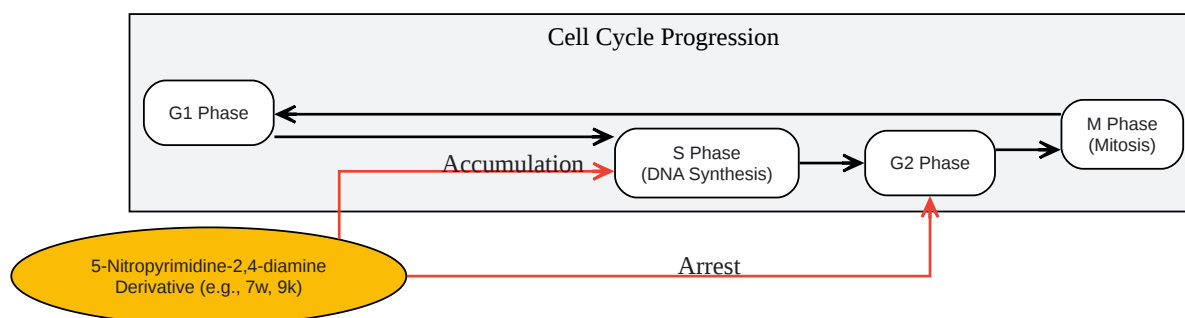 Cell Cycle Progression
G1 Phase
M Phase
(Mitosis)
S Phase
(DNA Synthesis)
G2 Phase
Accumulation
5-Nitropyrimidine-2,4-diamine
Derivative (e.g., 7w, 9k)
Arrest